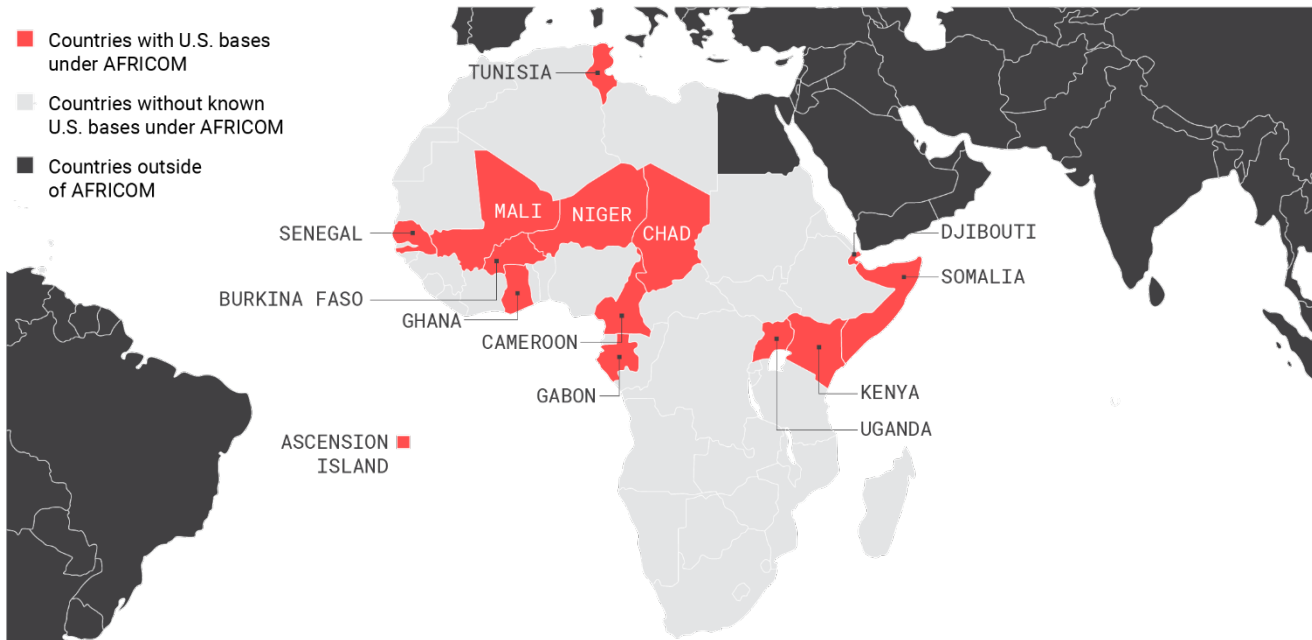 Countries with U.S. bases
under AFRICOM
Countries without known
U.S. bases under AFRICOM
Countries outside
of AFRICOM
TUNISIA
MALI
NIGER
CHAD
SENEGAL
DJIBOUTI
SOMALIA
BURKINA FASO
GHANA
CAMEROON
GABON
KENYA
UGANDA
ASCENSION
ISLAND